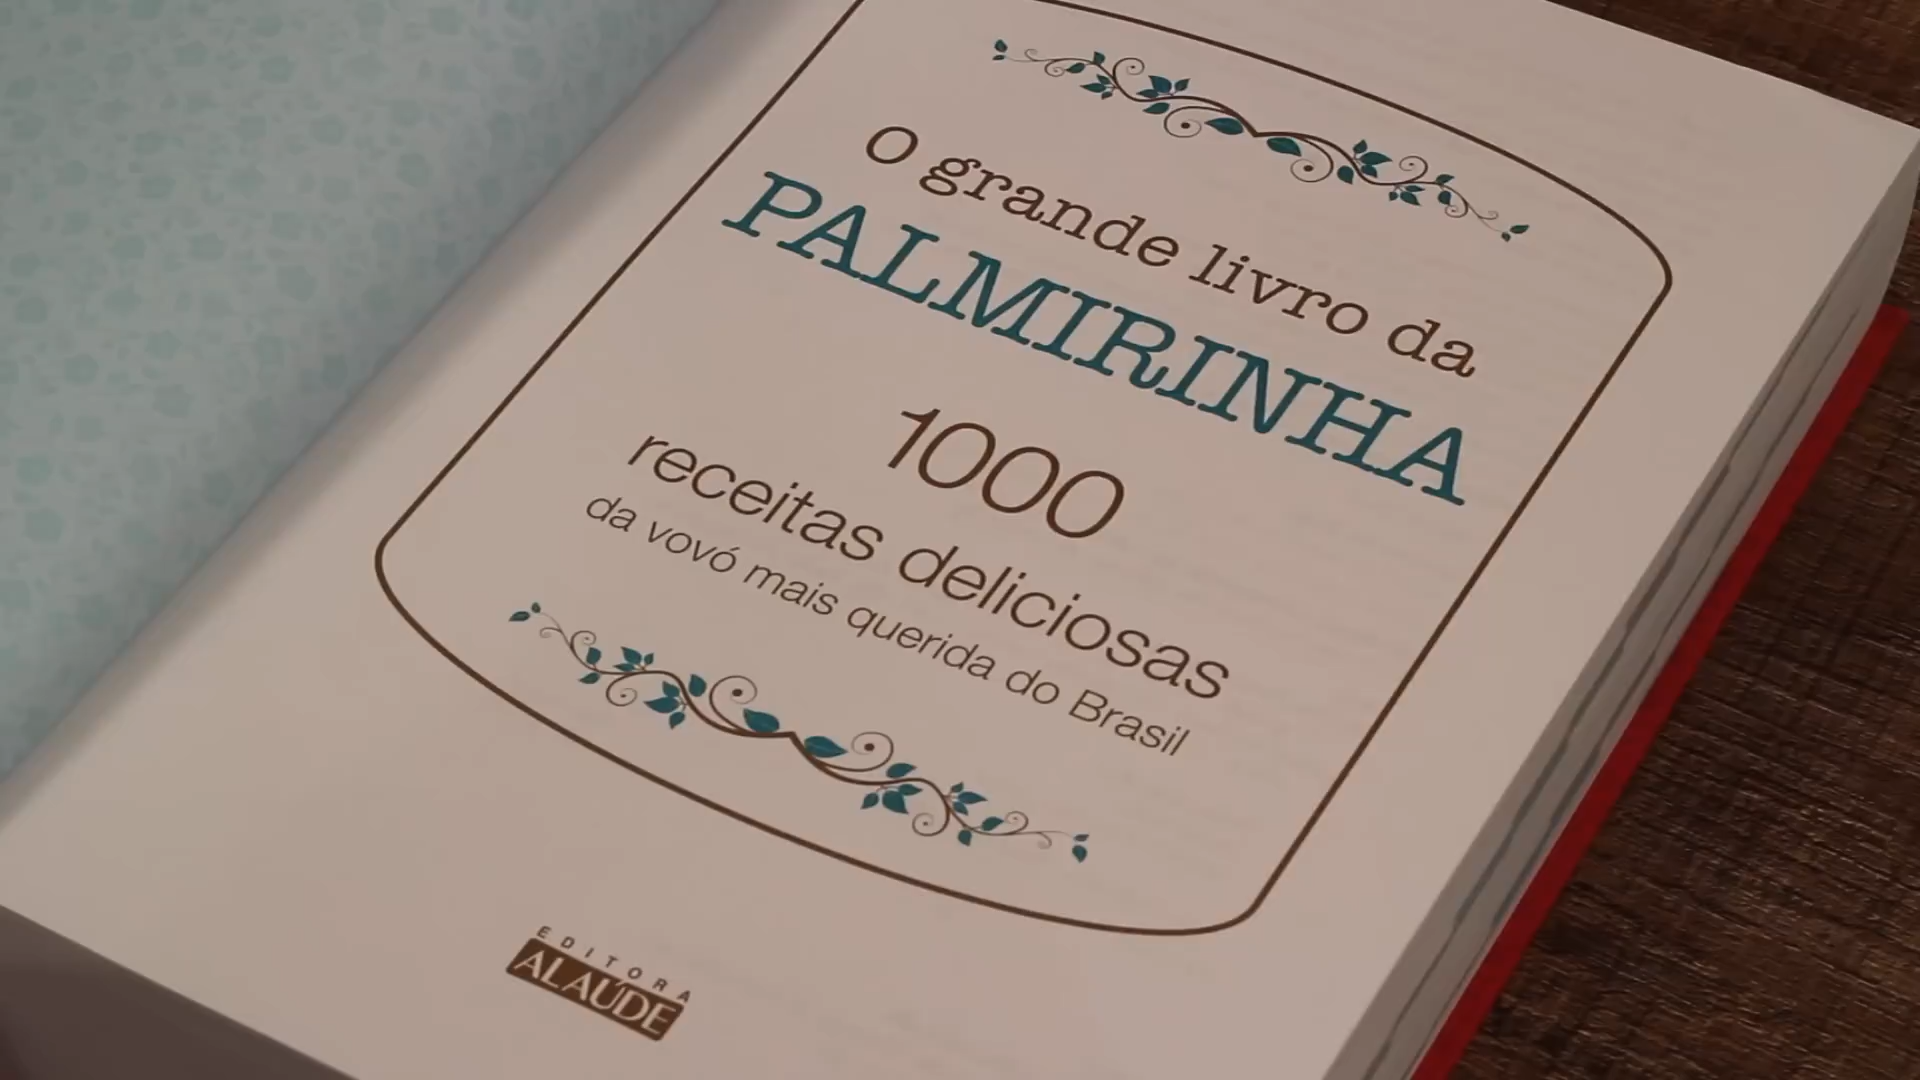 O grande livro da
PALMIRINHA
1000
receitas deliciosas
da vovó mais querida do Brasil
EDITORA
ALAÚDE